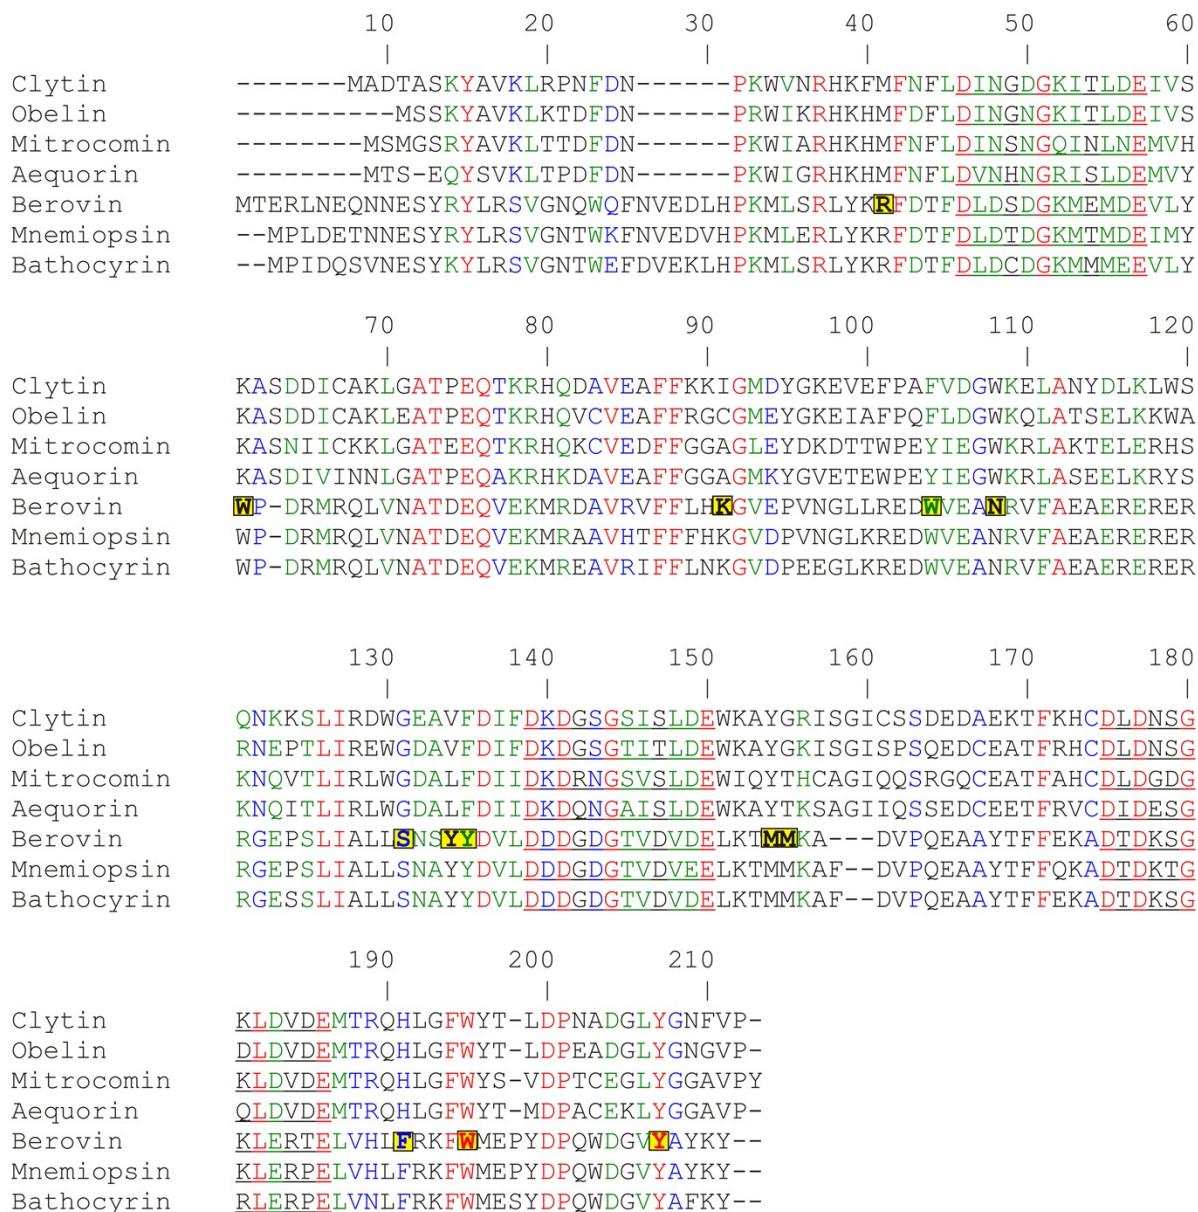 10 20 30 40 50 60
| | | | | |
Clytin -------MADTASKYAVKLRPNFDN------PKWVNRHKFMFNFLDINGDGKITLDEIVS
Obelin ----------MSSKYAVKLKTDFDN------PRWIKRHKHMFDFLDINGNGKITLDEIVS
Mitrocomin --------MSMGSRYAVKLTTDFDN------PKWIARHKHMFNFLDINSNGQINLNEMVH
Aequorin --------MTS-EQYSVKLTPDFDN------PKWIGRHKHMFNFLDVNHNGRISLDEMVY
Berovin MTERLNEQNNESYRYLRSVGNQWQFNVEDLHPKMLSRLYKRFDTFDLDSDGKMEMDEVLY
Mnemiopsin --MPLDETNNESYRYLRSVGNTWKFNVEDVHPKMLERLYKRFDTFDLDTDGKMTMDEIMY
Bathocyrin --MPIDQSVNESYKYLRSVGNTWEFDVEKLHPKMLSRLYKRFDTFDLDCDGKMMMEEVLY
70 80 90 100 110 120
| | | | | |
Clytin KASDDICAKLGATPEQTKRHQDAVEAFFKKIGMDYGKEVEFPAFVDGWKELANYDLKLWS
Obelin KASDDICAKLEATPEQTKRHQVCVEAFFRGCGMEYGKEIAFPQFLDGWKQLATSELKKWA
Mitrocomin KASNIICKKLGATEEQTKRHQKCVEDFFGGAGLEYDKDTTWPEYIEGWKRLAKTELERHS
Aequorin KASDIVINNLGATPEQAKRHKDAVEAFFGGAGMKYGVETEWPEYIEGWKRLASEELKRYS
Berovin WP-DRMRQLVNATDEQVEKMRDAVRVFFLHKGVEPVNGLLREDWVEANRVFAEAERERER
Mnemiopsin WP-DRMRQLVNATDEQVEKMRAAVHTFFFHKGVDPVNGLKREDWVEANRVFAEAERERER
Bathocyrin WP-DRMRQLVNATDEQVEKMREAVRIFFLNKGVDPEEGLKREDWVEANRVFAEAERERER
130 140 150 160 170 180
| | | | | |
Clytin QNKKSLIRDWGEAVFDIFDKDGSGSISLDEWKAYGRISGICSSDEDAEKTFKHCDLDNSG
Obelin RNEPTLIREWGDAVFDIFDKDGSGTITLDEWKAYGKISGISPSQEDCEATFRHCDLDNSG
Mitrocomin KNQVTLIRLWGDALFDIIDKDRNGSVSLDEWIQYTHCAGIQQSRGQCEATFAHCDLDGDG
Aequorin KNQITLIRLWGDALFDIIDKDQNGAISLDEWKAYTKSAGIIQSSEDCEETFRVCDIDESG
Berovin RGEPSLIALLSNSYYDVLDDDGDGTVDVDELKTMMKA---DVPQEAAYTFFEKADTDKSG
Mnemiopsin RGEPSLIALLSNAYYDVLDDDGDGTVDVEELKTMMKAF--DVPQEAAYTFFQKADTDKTG
Bathocyrin RGESSLIALLSNAYYDVLDDDGDGTVDVDELKTMMKAF--DVPQEAAYTFFEKADTDKSG
190 200 210
| | |
Clytin KLDVDEMTRQHLGFWYT-LDPNADGLYGNFVP-
Obelin DLDVDEMTRQHLGFWYT-LDPEADGLYGNGVP-
Mitrocomin KLDVDEMTRQHLGFWYS-VDPTCEGLYGGAVPY
Aequorin QLDVDEMTRQHLGFWYT-MDPACEKLYGGAVP-
Berovin KLERTELVHLFRKFWMEPYDPQWDGVYAYKY--
Mnemiopsin KLERPELVHLFRKFWMEPYDPQWDGVYAYKY--
Bathocyrin RLERPELVNLFRKFWMESYDPQWDGVYAFKY--